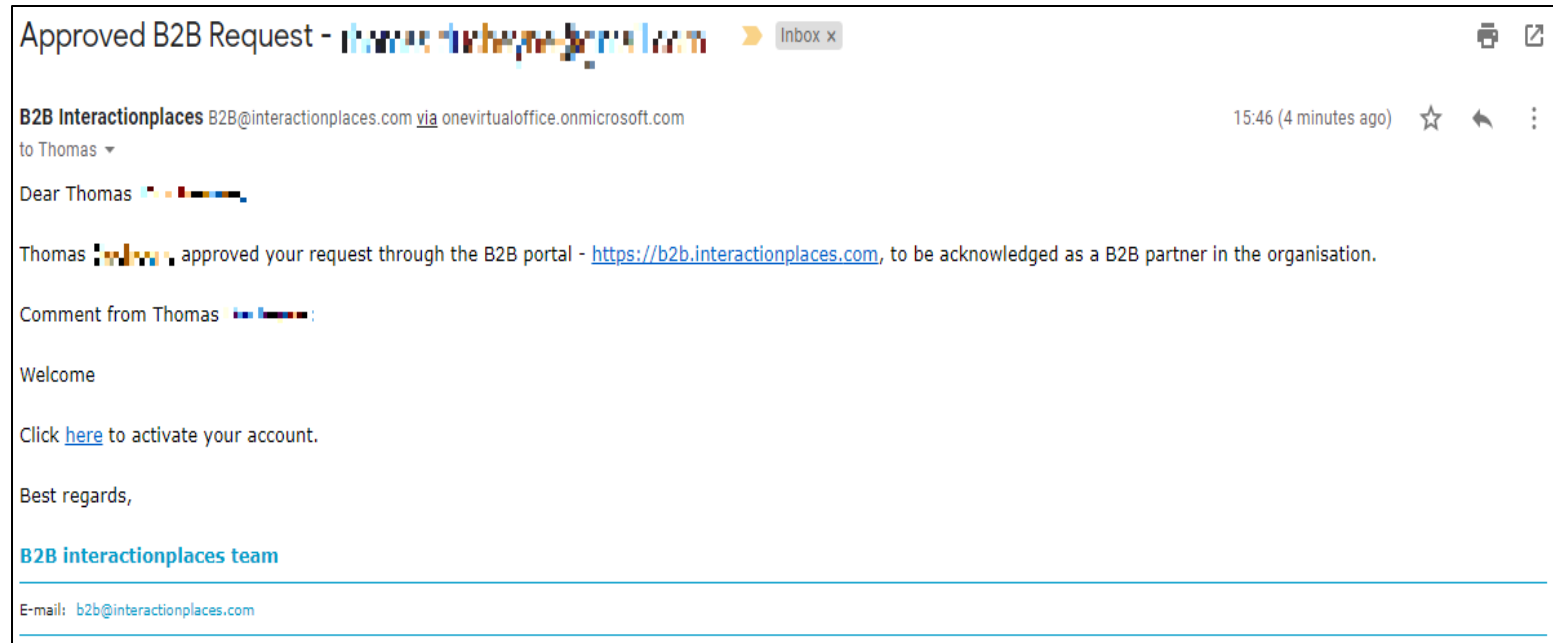 Approved B2B Request -
Inbox x
B2B Interactionplaces B2B@interactionplaces.com via onevirtualoffice.onmicrosoft.com
15:46 (4 minutes ago)
to Thomas
Dear Thomas
Thomas approved your request through the B2B portal - https://b2b.interactionplaces.com, to be acknowledged as a B2B partner in the organisation.
Comment from Thomas :
Welcome
Click here to activate your account.
Best regards,
B2B interactionplaces team
E-mail: b2b@interactionplaces.com